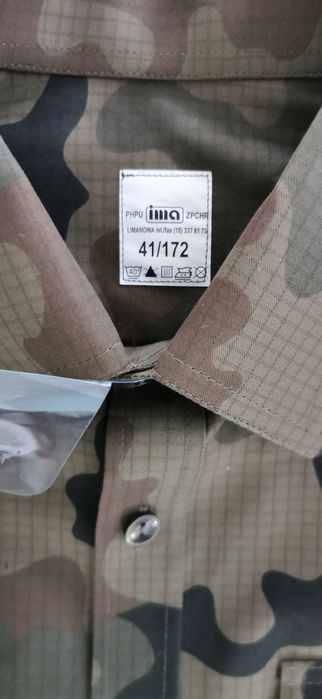 PHPU ima ZPCHR
LIMANOWA tel./fax (18) 337 61 70
41/172
40°